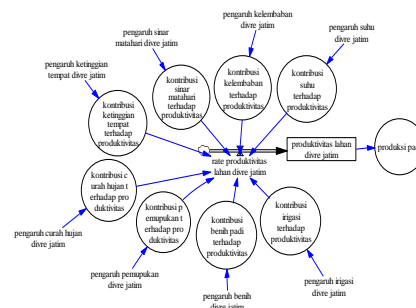 pengaruh kelembaban
divre jatim
pengaruh sinar
matahari divre jatim
pengaruh suhu
divre jatim
pengaruh ketinggian
tempat divre jatim
kontribusi
sinar
matahari
terhadap
produktivitas
kontribusi
kelembaban
terhadap
produktivitas
kontribusi
suhu
terhadap
produktivitas
kontribusi
ketinggian
tempat
terhadap
produktivitas
rate produktivitas
lahan divre jatim
produktivitas lahan
divre jatim
produksi pa
kontribusi c
urah hujan t
erhadap pro
duktivitas
kontribusi p
emupukan t
erhadap pro
duktivitas
kontribusi
benih padi
terhadap
produktivitas
kontribusi
irigasi
terhadap
produktivitas
pengaruh curah hujan
divre jatim
pengaruh pemupukan
divre jatim
pengaruh benih
divre jatim
pengaruh irigasi
divre jatim